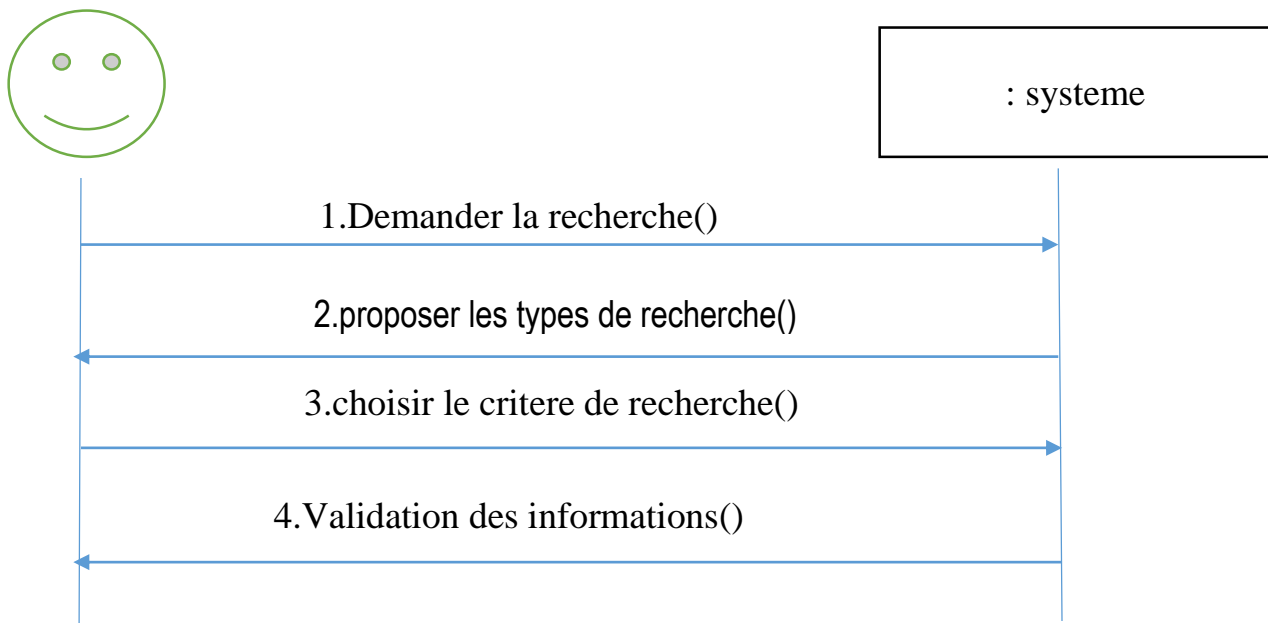 : systeme
1.Demander la recherche()
2.proposer les types de recherche()
3.choisir le critere de recherche()
4.Validation des informations()